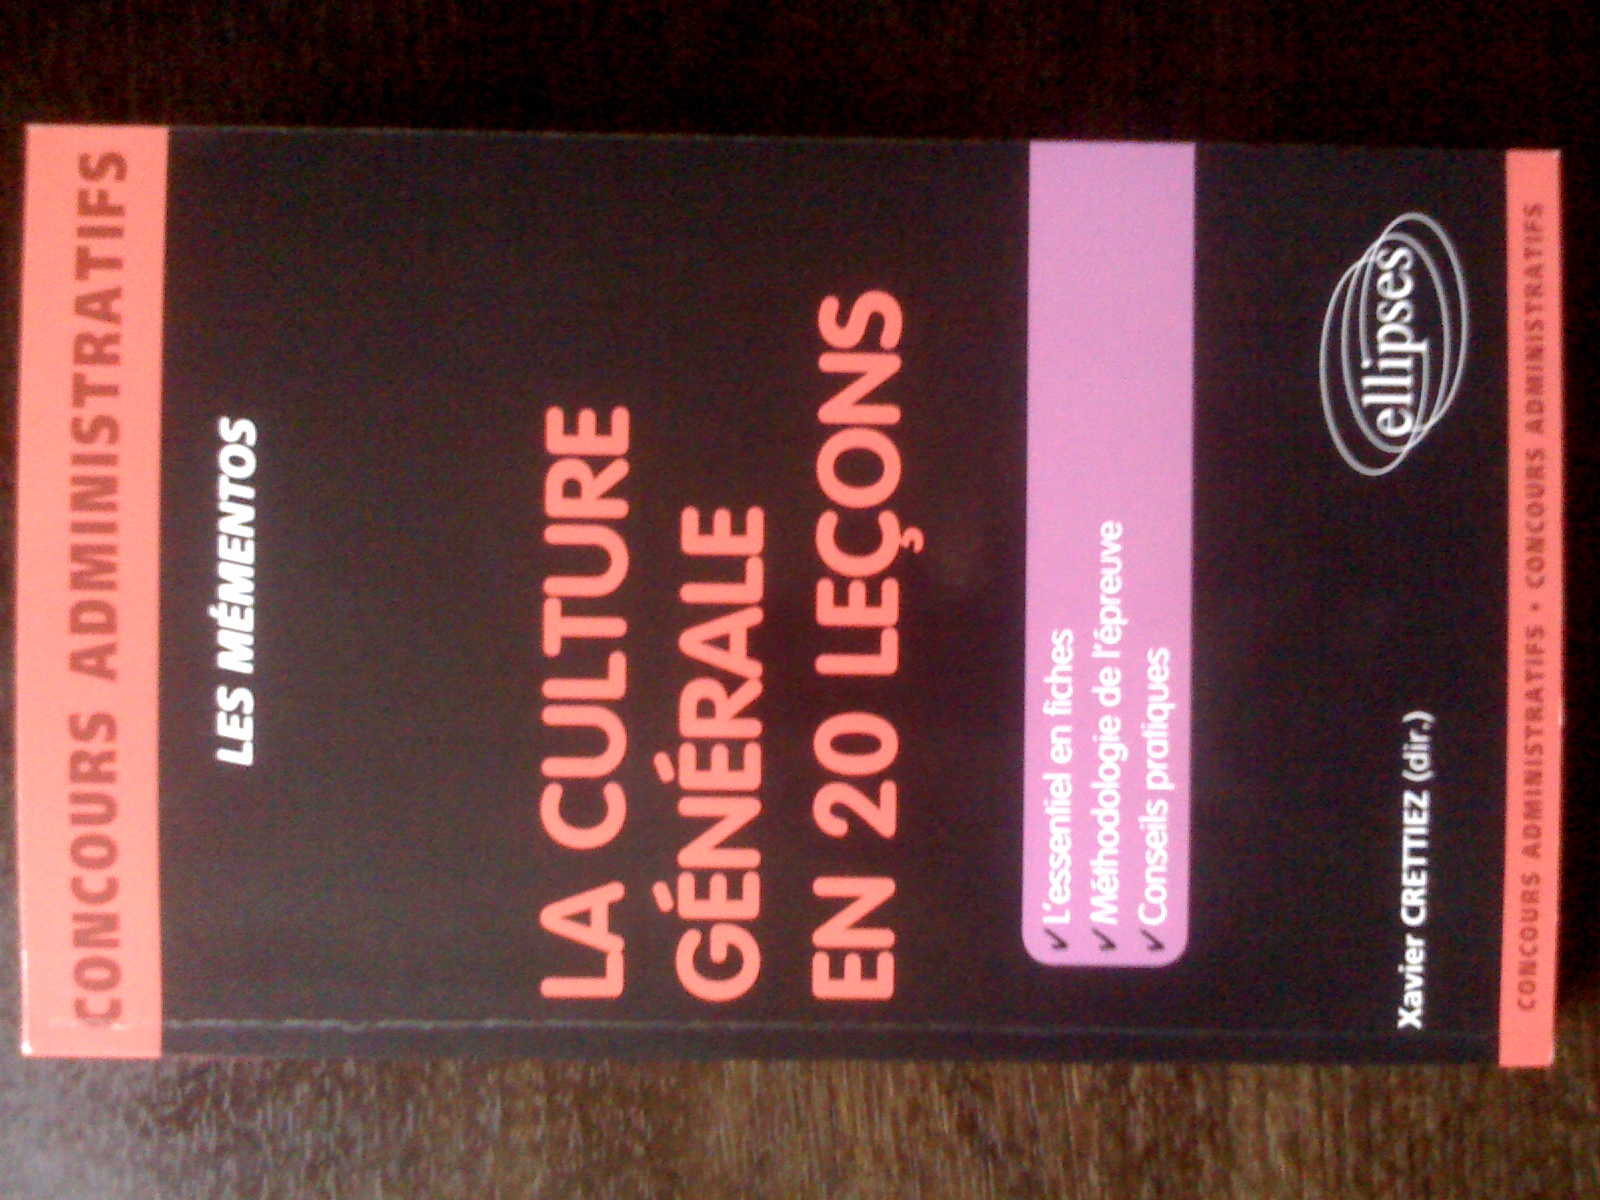 CONCOURS ADMINISTRATIFS
LES MÉMENTOS
LA CULTURE
GÉNÉRALE
EN 20 LEÇONS
✓ L'essentiel en fiches
✓ Méthodologie de l'épreuve
✓ Conseils pratiques
ellipses
Xavier CRETTIEZ (dir.)
CONCOURS ADMINISTRATIFS • CONCOURS ADMINISTRATIFS